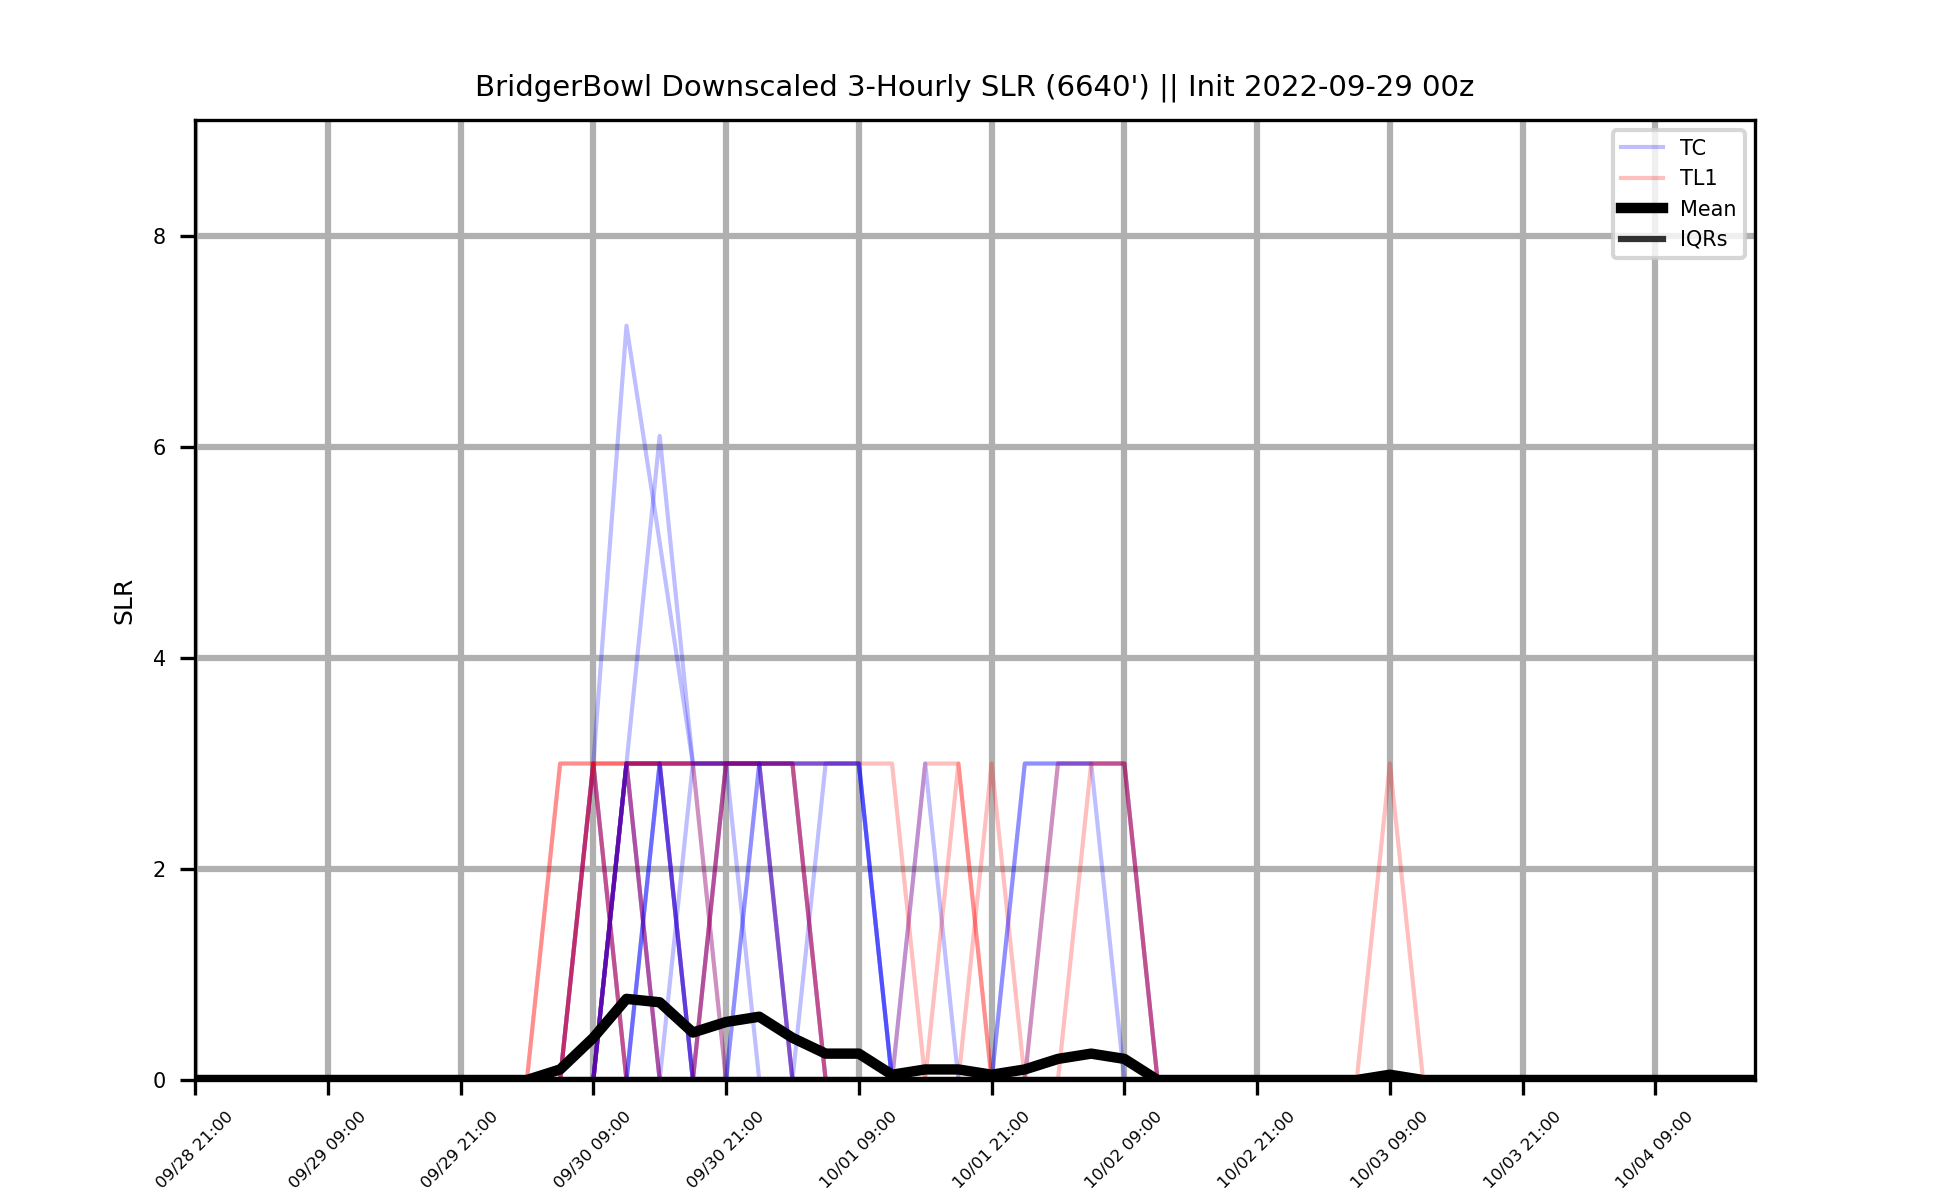 BridgerBowl Downscaled 3-Hourly SLR (6640') || Init 2022-09-29 00z
TC
TL1
Mean
IQRs
8
6
4
2
0
SLR
09/28 21:00
09/29 09:00
09/29 21:00
09/30 09:00
09/30 21:00
10/01 09:00
10/01 21:00
10/02 09:00
10/02 21:00
10/03 09:00
10/03 21:00
10/04 09:00